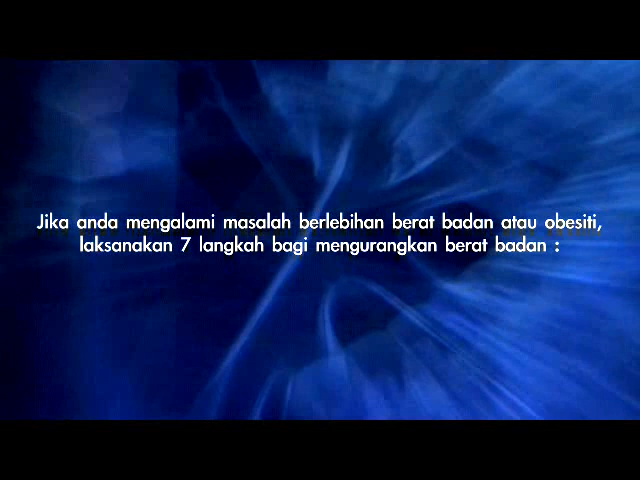 Jika anda mengalami masalah berlebihan berat badan atau obesiti,
laksanakan 7 langkah bagi mengurangkan berat badan :